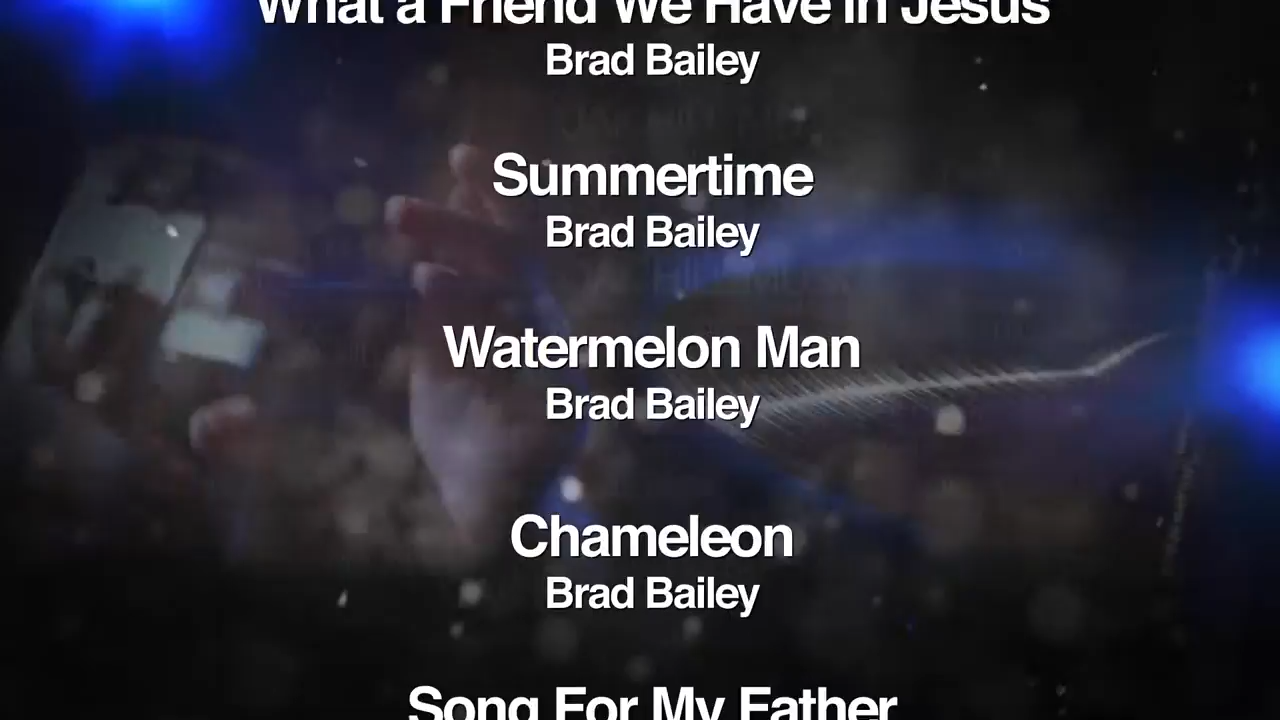 What a Friend We Have in Jesus
Brad Bailey
Summertime
Brad Bailey
Watermelon Man
Brad Bailey
Chameleon
Brad Bailey
Song For My Father